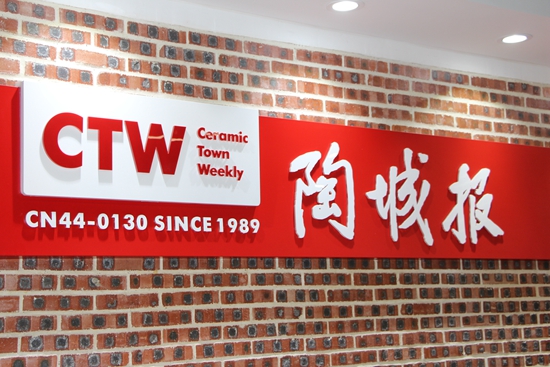 CTW
Ceramic
Town
Weekly
CN44-0130 SINCE 1989
陶城报